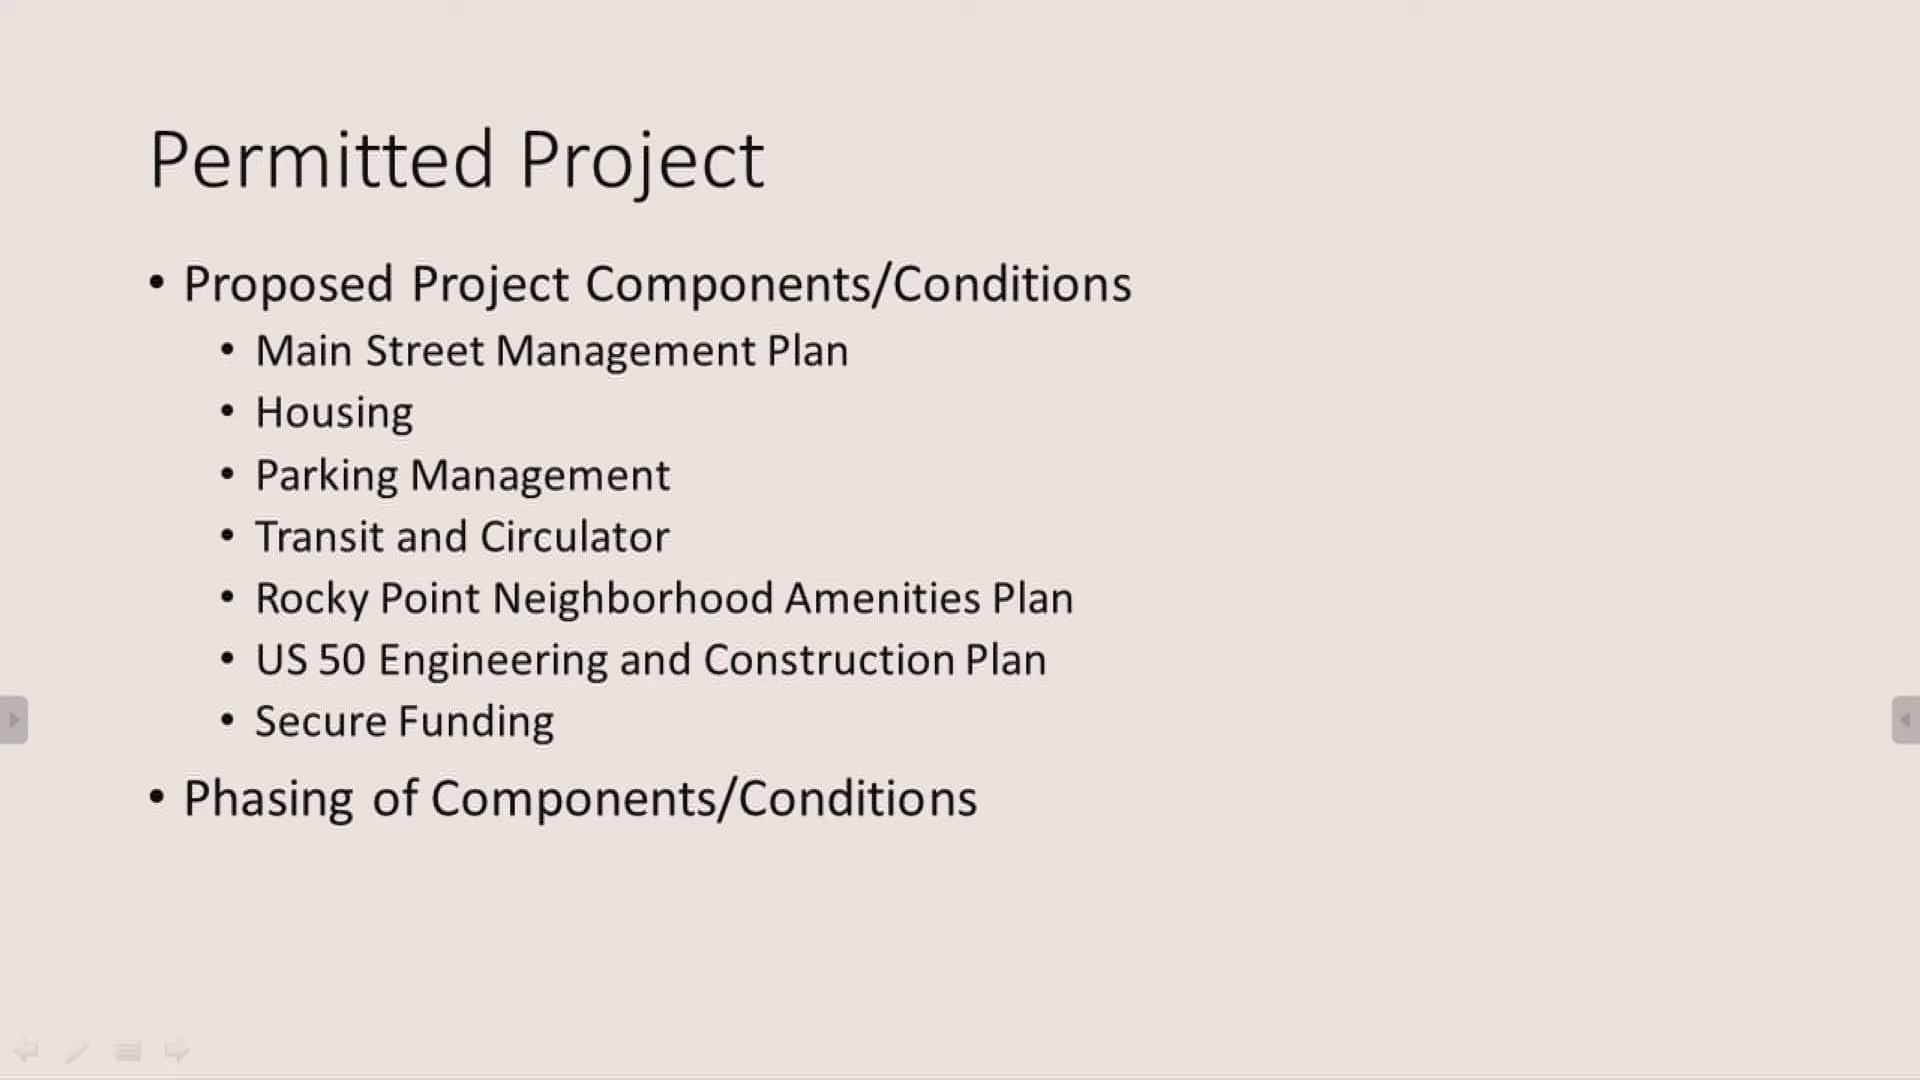 Permitted Project
• Proposed Project Components/Conditions
• Main Street Management Plan
• Housing
• Parking Management
• Transit and Circulator
• Rocky Point Neighborhood Amenities Plan
• US 50 Engineering and Construction Plan
• Secure Funding
• Phasing of Components/Conditions